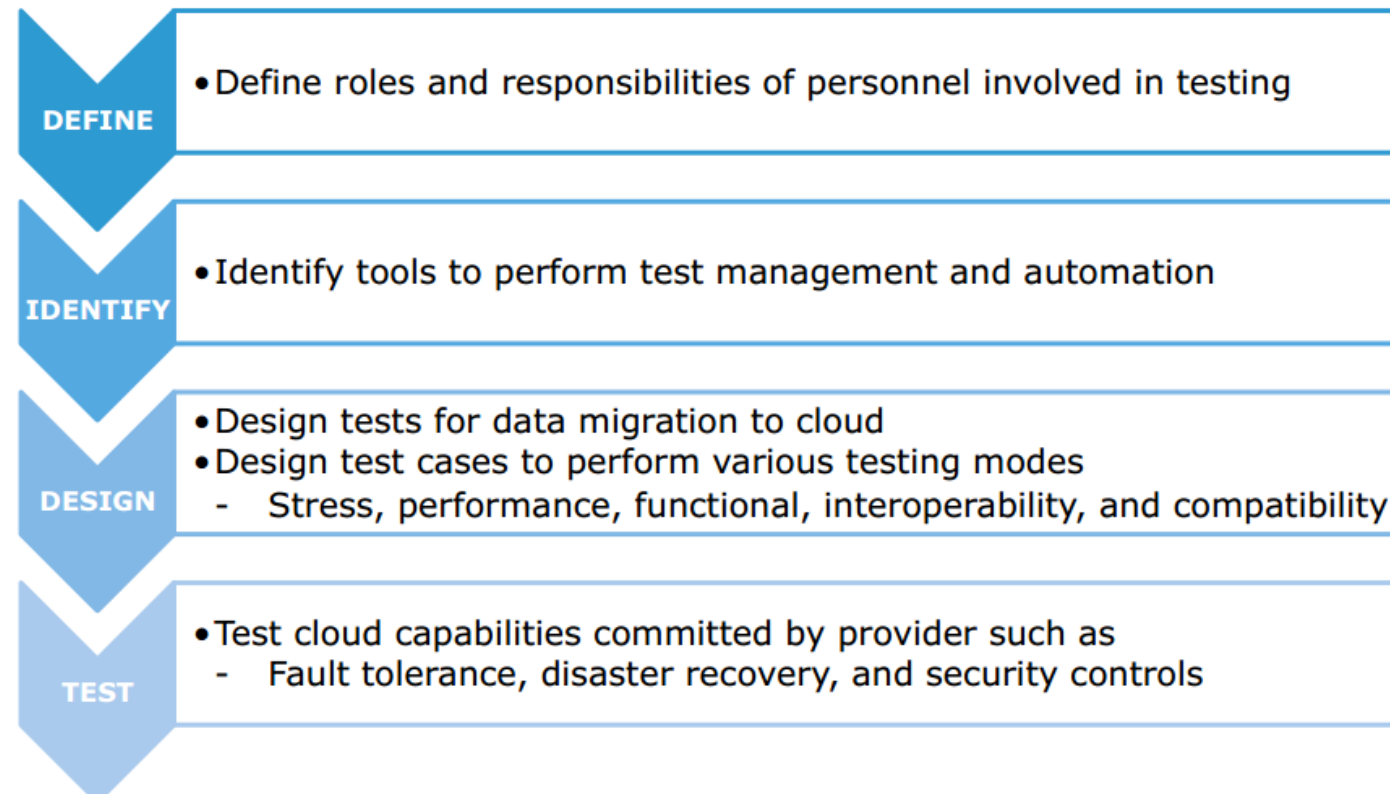 DEFINE
•Define roles and responsibilities of personnel involved in testing
IDENTIFY
•Identify tools to perform test management and automation
DESIGN
•Design tests for data migration to cloud
•Design test cases to perform various testing modes
- Stress, performance, functional, interoperability, and compatibility
TEST
•Test cloud capabilities committed by provider such as
- Fault tolerance, disaster recovery, and security controls